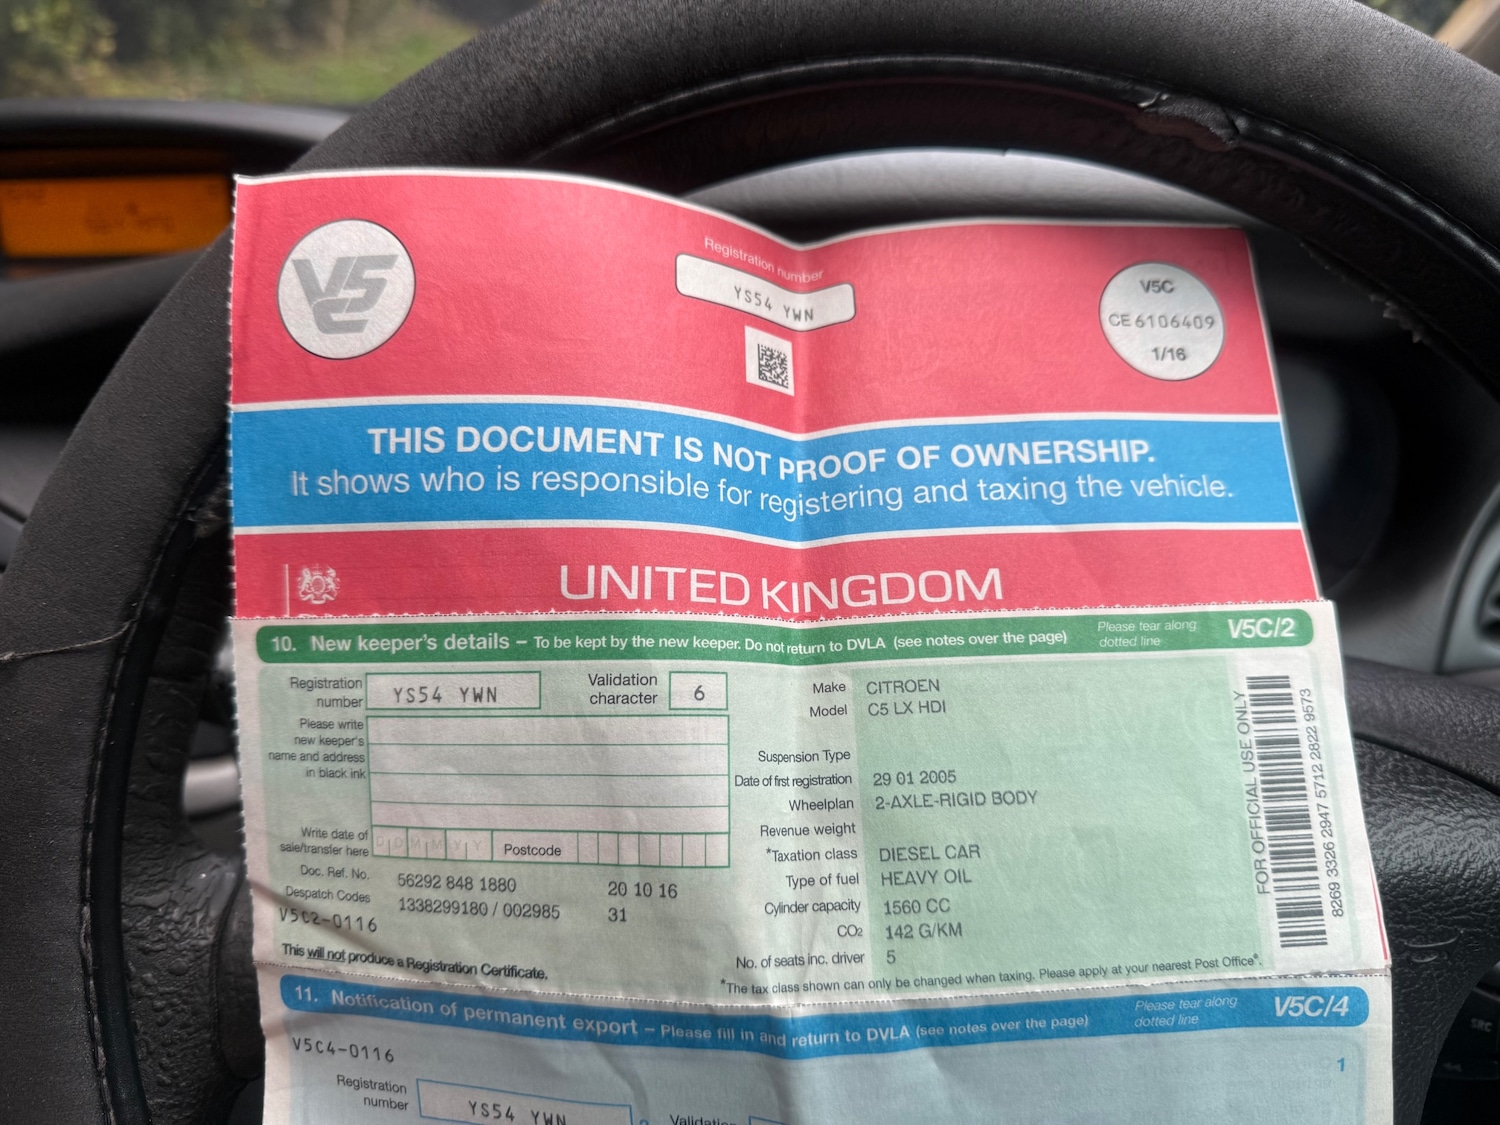 V5C
Registration number
YS54 YWN
V5C
CE 6106409
1/16
THIS DOCUMENT IS NOT PROOF OF OWNERSHIP.
It shows who is responsible for registering and taxing the vehicle.
UNITED KINGDOM
10. New keeper's details – To be kept by the new keeper. Do not return to DVLA (see notes over the page)
Please tear along
dotted line
V5C/2
Registration
number
YS54 YWN
Validation
character
6
Please write
new keeper's
name and address
in black ink
Write date of
sale/transfer here
D D M M Y Y
Postcode
Doc. Ref. No.
56292 848 1880
20 10 16
Despatch Codes
1338299180 / 002985
31
V5C2-0116
This will not produce a Registration Certificate.
Make CITROEN
Model C5 LX HDI
Suspension Type
Date of first registration 29 01 2005
Wheelplan 2-AXLE-RIGID BODY
Revenue weight
*Taxation class DIESEL CAR
Type of fuel HEAVY OIL
Cylinder capacity 1560 CC
CO2 142 G/KM
No. of seats inc. driver 5
*The tax class shown can only be changed when taxing. Please apply at your nearest Post Office®.
FOR OFFICIAL USE ONLY
8269 3326 2947 5712 2822 9573
11. Notification of permanent export – Please fill in and return to DVLA (see notes over the page)
Please tear along
dotted line
V5C/4
V5C4-0116
1
Registration
number
YS54 YWN
2
Validation
SRC